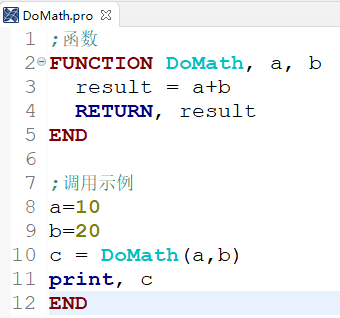 DoMath.pro
1 ;函数
2 FUNCTION DoMath, a, b
3   result = a+b
4   RETURN, result
5 END
6
7 ;调用示例
8 a=10
9 b=20
10 c = DoMath(a,b)
11 print, c
12 END